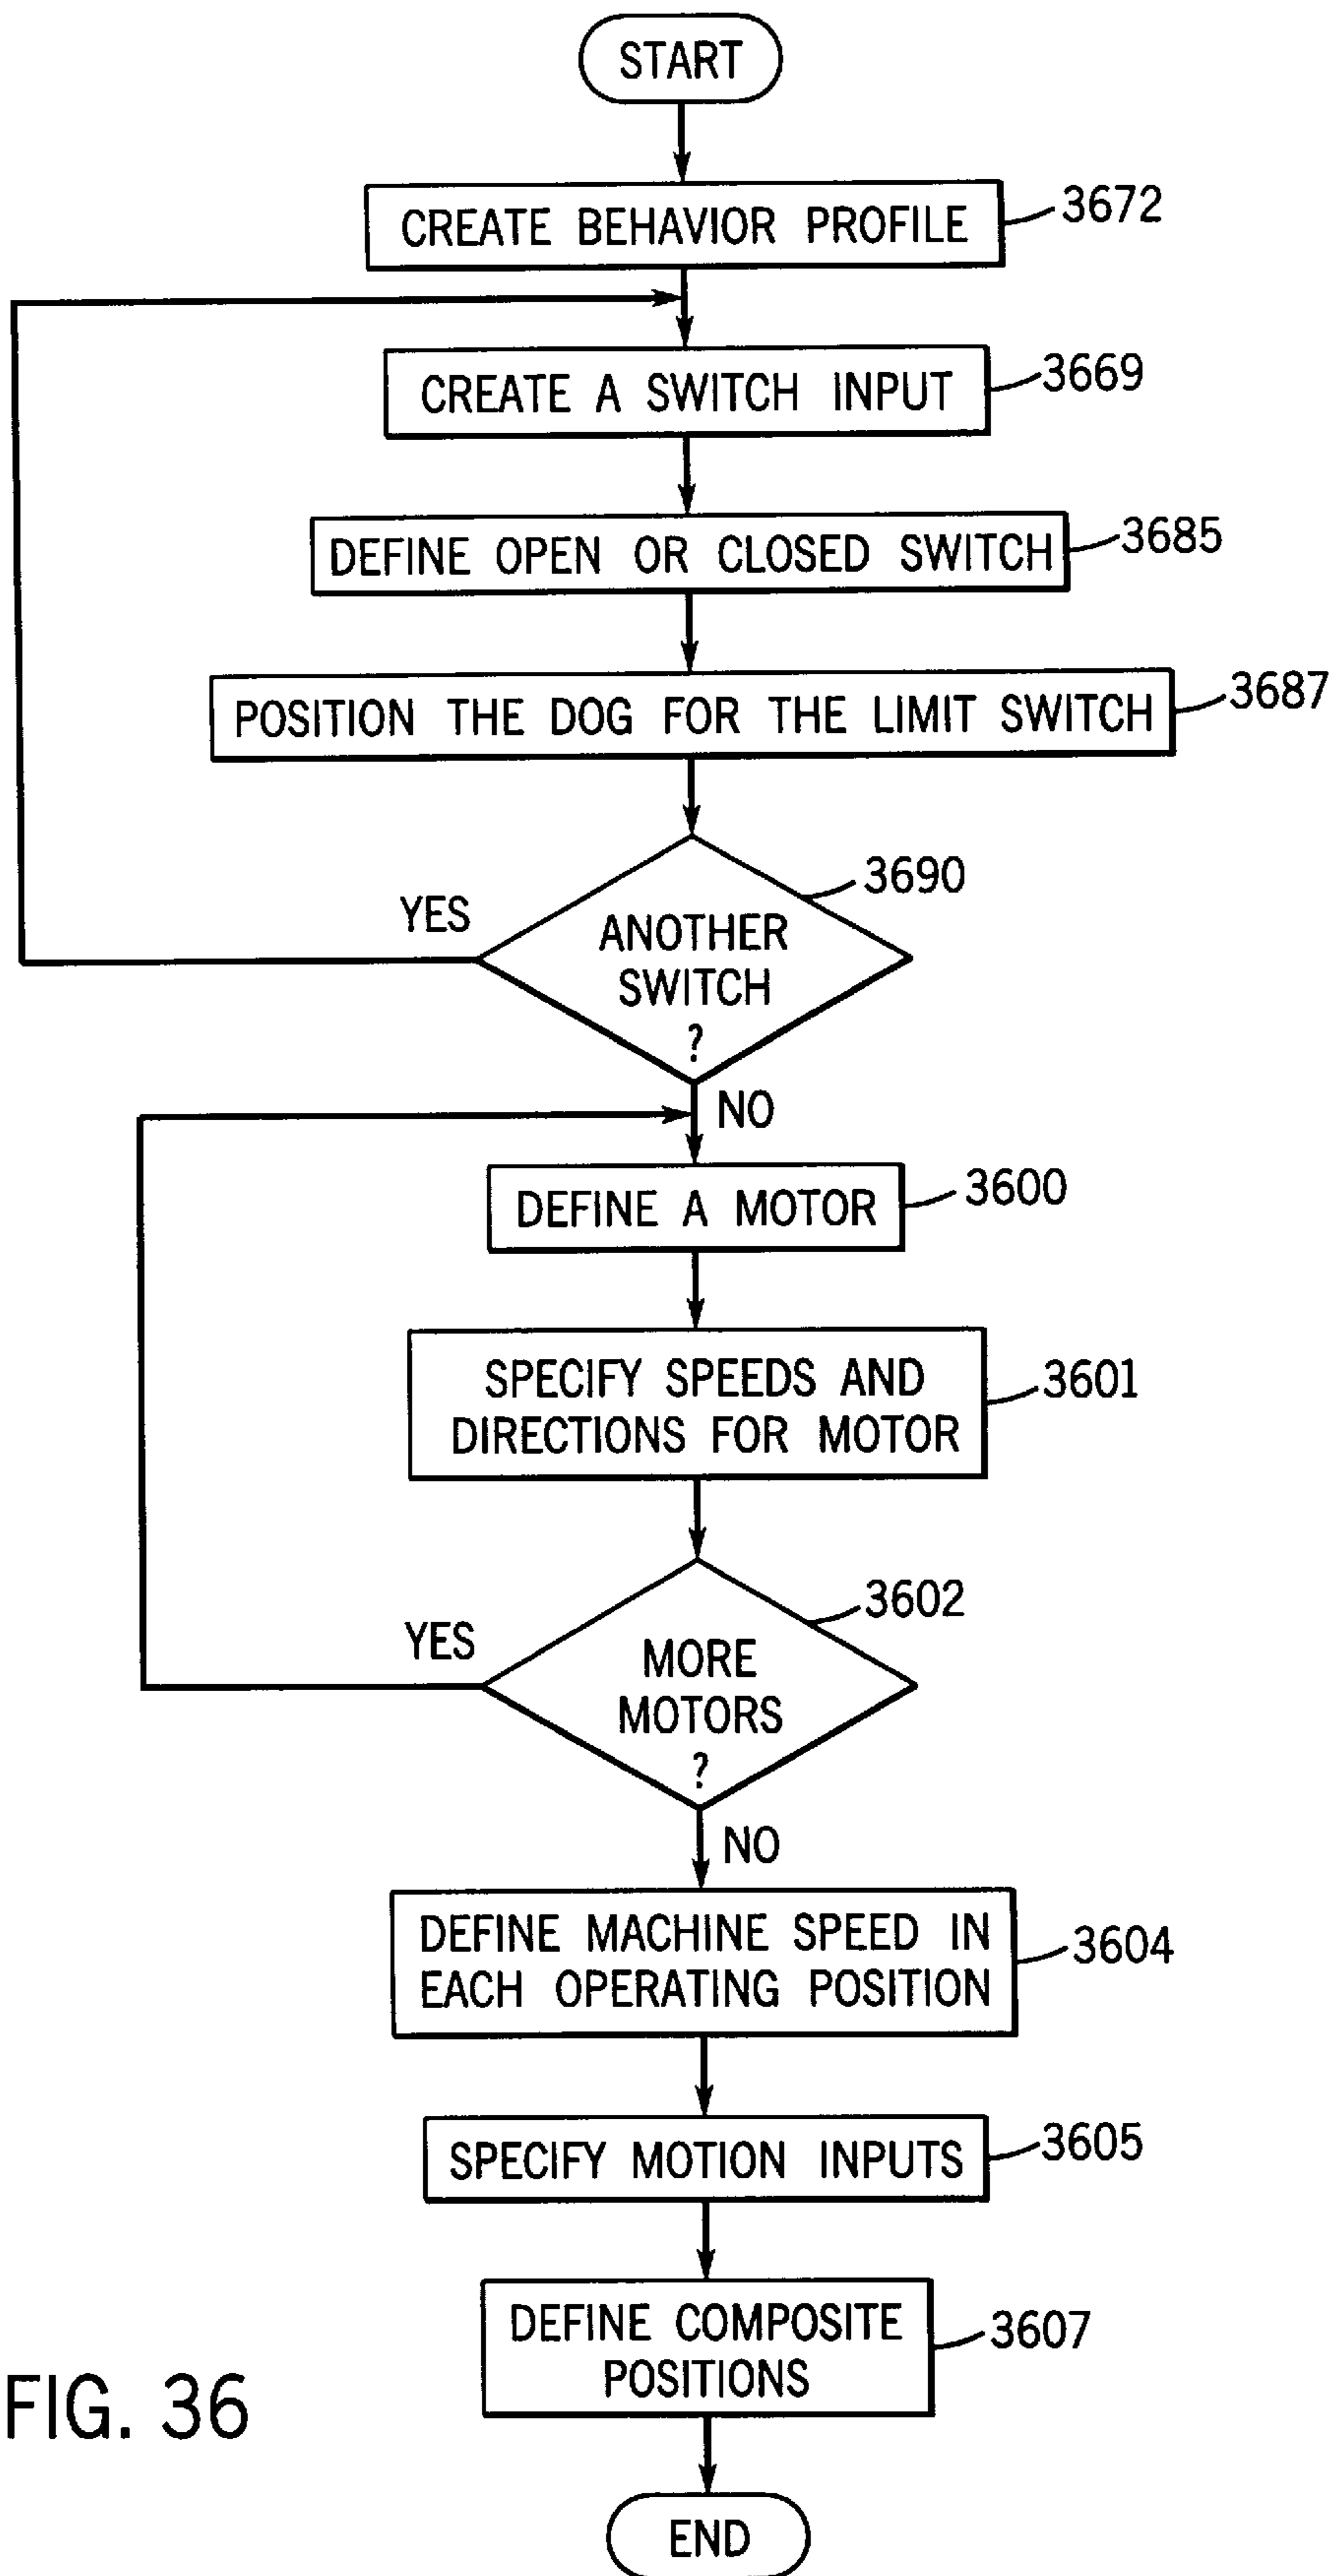 START
CREATE BEHAVIOR PROFILE
3672
CREATE A SWITCH INPUT
3669
DEFINE OPEN OR CLOSED SWITCH
3685
POSITION THE DOG FOR THE LIMIT SWITCH
3687
3690
YES
ANOTHER
SWITCH
?
NO
DEFINE A MOTOR
3600
SPECIFY SPEEDS AND
DIRECTIONS FOR MOTOR
3601
3602
YES
MORE
MOTORS
?
NO
DEFINE MACHINE SPEED IN
EACH OPERATING POSITION
3604
SPECIFY MOTION INPUTS
3605
DEFINE COMPOSITE
POSITIONS
3607
FIG. 36
END